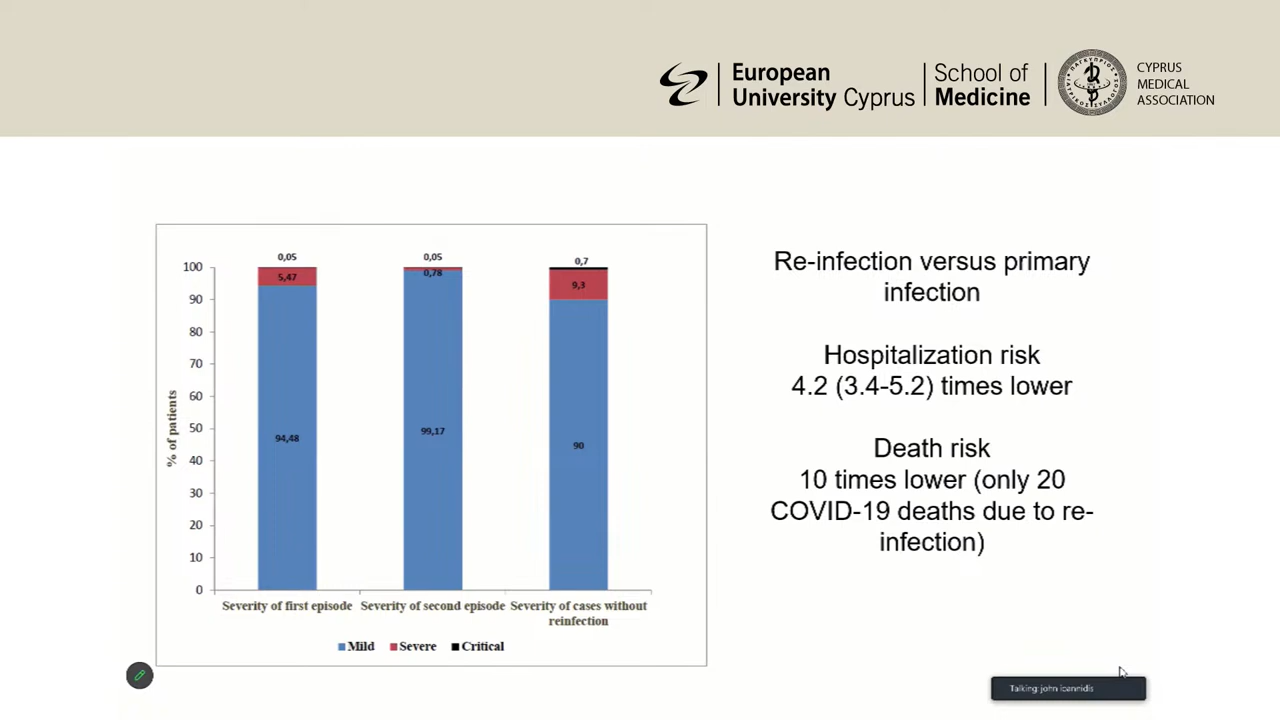 European
University Cyprus
School of
Medicine
ΠΑΓΚΥΠΡΙΟΣ
ΙΑΤΡΙΚΟΣ ΣΥΛΛΟΓΟΣ
CYPRUS
MEDICAL
ASSOCIATION
0,05
0,05
0,7
100
90
80
70
60
50
40
30
20
10
0
5,47
0,78
9,3
94,48
99,17
90
% of patients
Severity of first episode
Severity of second episode
Severity of cases without
reinfection
Mild
Severe
Critical
Re-infection versus primary
infection
Hospitalization risk
4.2 (3.4-5.2) times lower
Death risk
10 times lower (only 20
COVID-19 deaths due to re-
infection)
Talking: john ioannidis